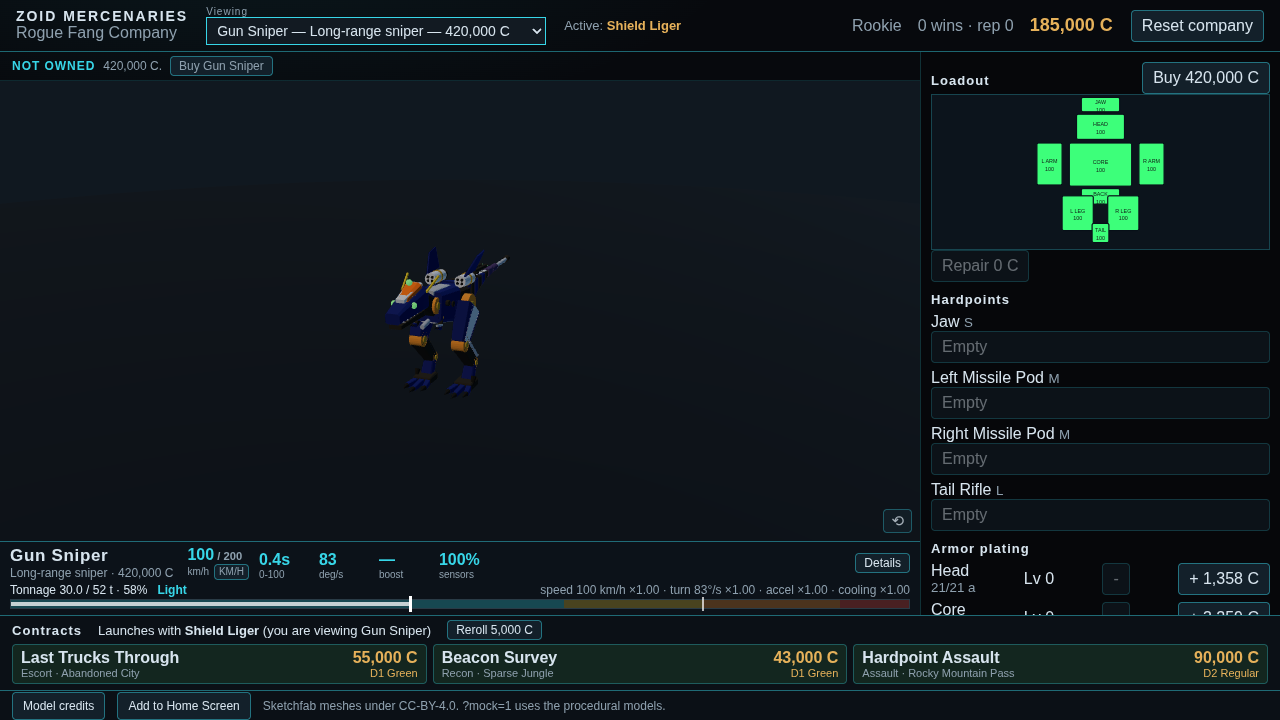 ZOID MERCENARIES
Rogue Fang Company
Viewing
Gun Sniper — Long-range sniper — 420,000 C
Active: Shield Liger
Rookie 0 wins · rep 0 185,000 C
Reset company
NOT OWNED 420,000 C. Buy Gun Sniper
Loadout
Buy 420,000 C
JAW
100
HEAD
100
L ARM
100
CORE
100
R ARM
100
BACK
100
L LEG
100
R LEG
100
TAIL
100
Repair 0 C
Hardpoints
Jaw S
Empty
Left Missile Pod M
Empty
Right Missile Pod M
Empty
Tail Rifle L
Empty
Armor plating
Head
21/21 a
Lv 0
-
+ 1,358 C
Core
⟲
Gun Sniper
Long-range sniper · 420,000 C
100 / 200
km/h KM/H
0.4s
0-100
83
deg/s
—
boost
100%
sensors
Details
Tonnage 30.0 / 52 t · 58% Light
speed 100 km/h ×1.00 · turn 83°/s ×1.00 · accel ×1.00 · cooling ×1.00
Contracts Launches with Shield Liger (you are viewing Gun Sniper) Reroll 5,000 C
Last Trucks Through 55,000 C
Escort · Abandoned City D1 Green
Beacon Survey 43,000 C
Recon · Sparse Jungle D1 Green
Hardpoint Assault 90,000 C
Assault · Rocky Mountain Pass D2 Regular
Model credits
Add to Home Screen
Sketchfab meshes under CC-BY-4.0. ?mock=1 uses the procedural models.